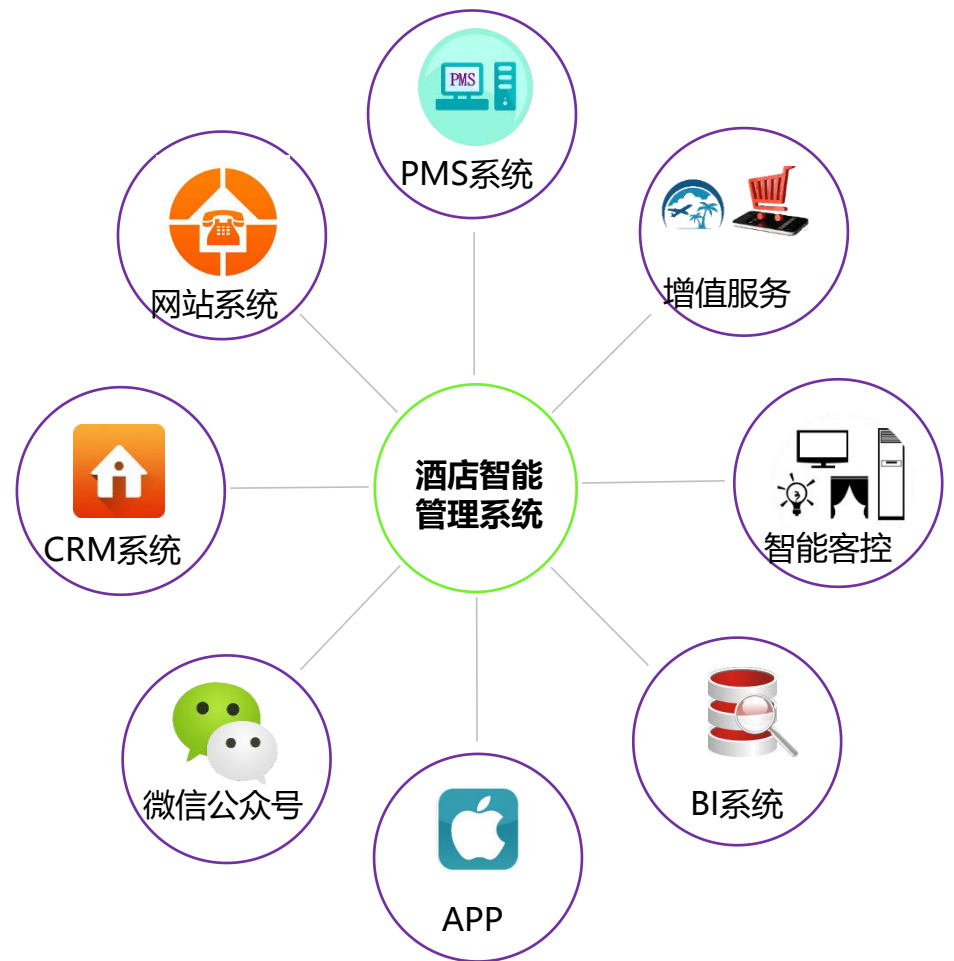 PMS
PMS系统
增值服务
网站系统
酒店智能
管理系统
智能客控
CRM系统
微信公众号
BI系统
APP